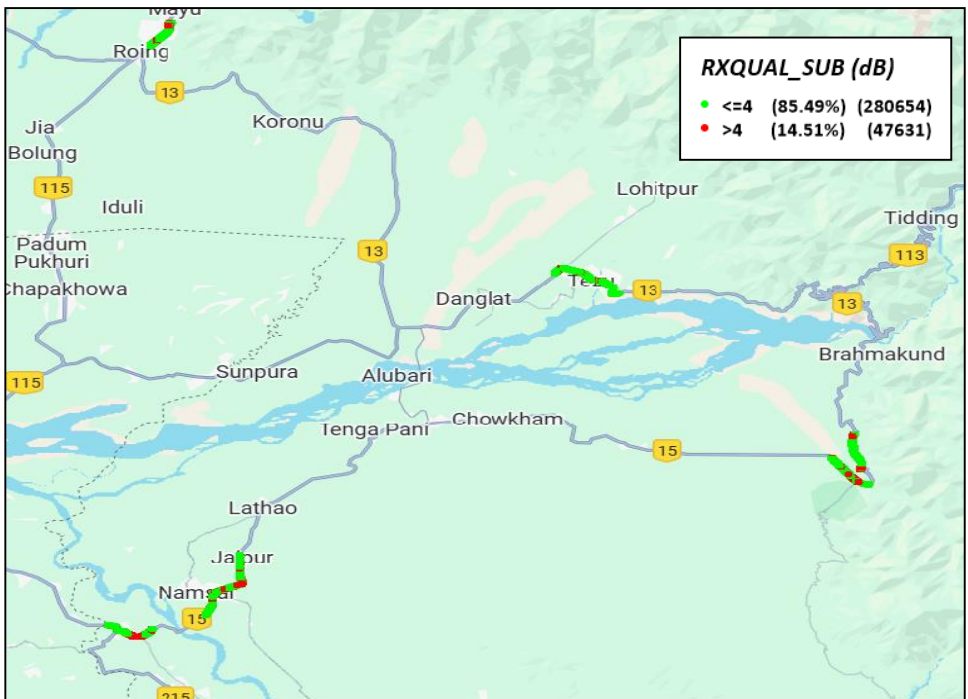 Mayu
Roing
13
Koronu
Jia
Bolung
115
Iduli
Padum
Pukhuri
Chapakhowa
13
Lohitpur
Tidding
113
Tezu
13
13
Danglat
Brahmakund
115
Sunpura
Alubari
Tenga Pani
Chowkham
15
Lathao
Jaipur
Namsai
15
215
RXQUAL_SUB (dB)
<=4 (85.49%) (280654)
>4 (14.51%) (47631)